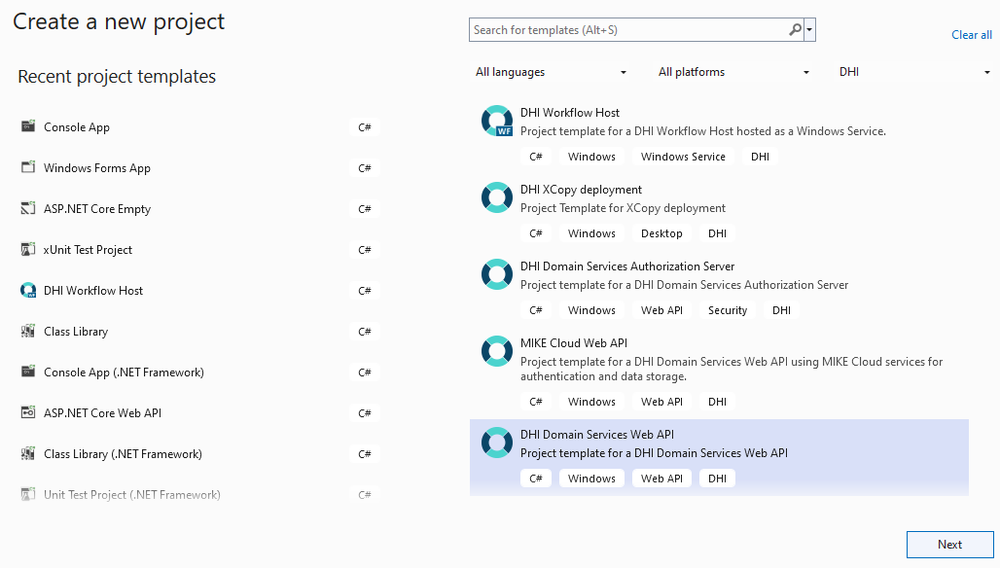 Create a new project
Search for templates (Alt+S)
Clear all
Recent project templates
All languages
All platforms
DHI
Console App C#
Windows Forms App C#
ASP.NET Core Empty C#
xUnit Test Project C#
DHI Workflow Host C#
Class Library C#
Console App (.NET Framework) C#
ASP.NET Core Web API C#
Class Library (.NET Framework) C#
Unit Test Project (.NET Framework) C#
WF
DHI Workflow Host
Project template for a DHI Workflow Host hosted as a Windows Service.
C# Windows Windows Service DHI
DHI XCopy deployment
Project Template for XCopy deployment
C# Windows Desktop DHI
DHI Domain Services Authorization Server
Project template for a DHI Domain Services Authorization Server
C# Windows Web API Security DHI
MIKE Cloud Web API
Project template for a DHI Domain Services Web API using MIKE Cloud services for
authentication and data storage.
C# Windows Web API DHI
DHI Domain Services Web API
Project template for a DHI Domain Services Web API
C# Windows Web API DHI
Next